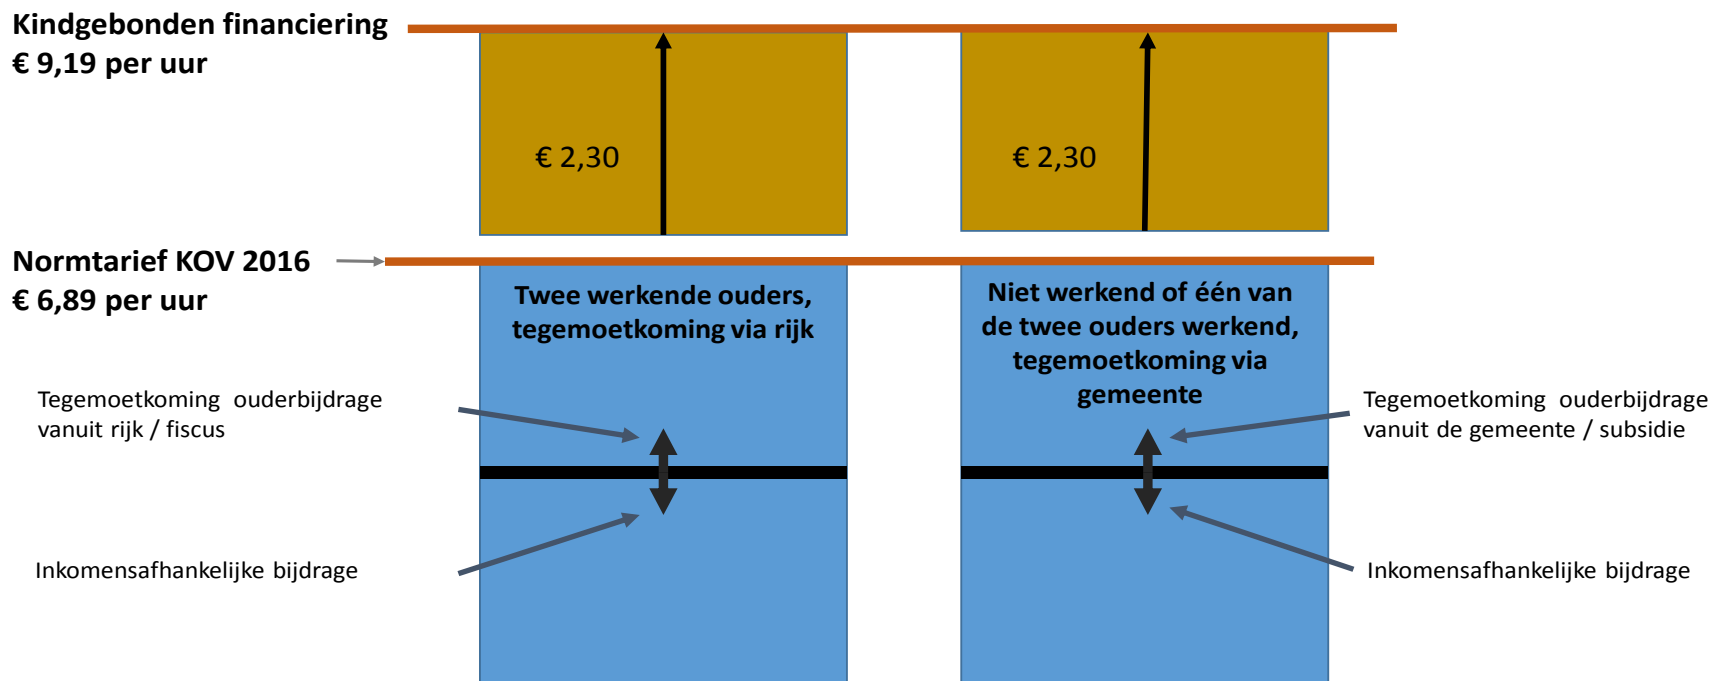 Kindgebonden financiering
€ 9,19 per uur
€ 2,30
€ 2,30
Normtarief KOV 2016
€ 6,89 per uur
Twee werkende ouders,
tegemoetkoming via rijk
Niet werkend of één van
de twee ouders werkend,
tegemoetkoming via
gemeente
Tegemoetkoming ouderbijdrage
vanuit rijk / fiscus
Tegemoetkoming ouderbijdrage
vanuit de gemeente / subsidie
Inkomensafhankelijke bijdrage
Inkomensafhankelijke bijdrage